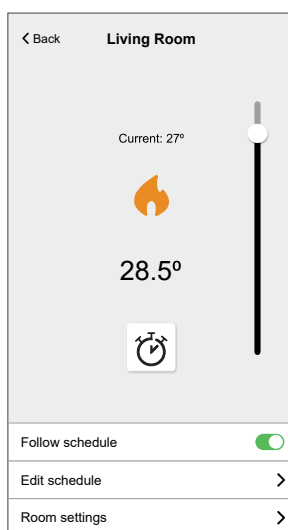 Back Living Room
Current: 27º
28.5º
Follow schedule
Edit schedule
Room settings